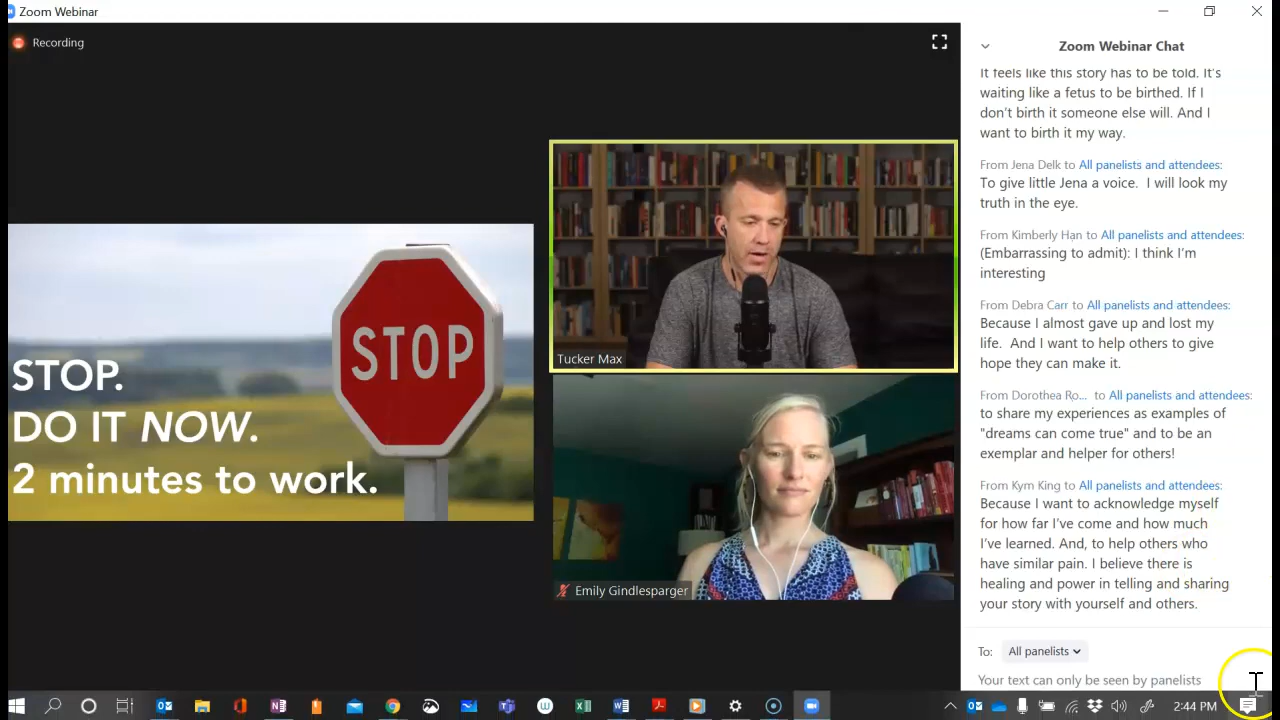 Zoom Webinar
Recording
STOP
STOP.
DO IT NOW.
2 minutes to work.
Tucker Max
Emily Gindlesparger
Zoom Webinar Chat
It feels like this story has to be told. It's
waiting like a fetus to be birthed. If I
don't birth it someone else will. And I
want to birth it my way.
From Jena Delk to All panelists and attendees:
To give little Jena a voice.  I will look my
truth in the eye.
From Kimberly Han to All panelists and attendees:
(Embarrassing to admit): I think I'm
interesting
From Debra Carr to All panelists and attendees:
Because I almost gave up and lost my
life.  And I want to help others to give
hope they can make it.
From Dorothea Ro... to All panelists and attendees:
to share my experiences as examples of
"dreams can come true" and to be an
exemplar and helper for others!
From Kym King to All panelists and attendees:
Because I want to acknowledge myself
for how far I've come and how much
I've learned. And, to help others who
have similar pain. I believe there is
healing and power in telling and sharing
your story with yourself and others.
To: All panelists
Your text can only be seen by panelists
2:44 PM